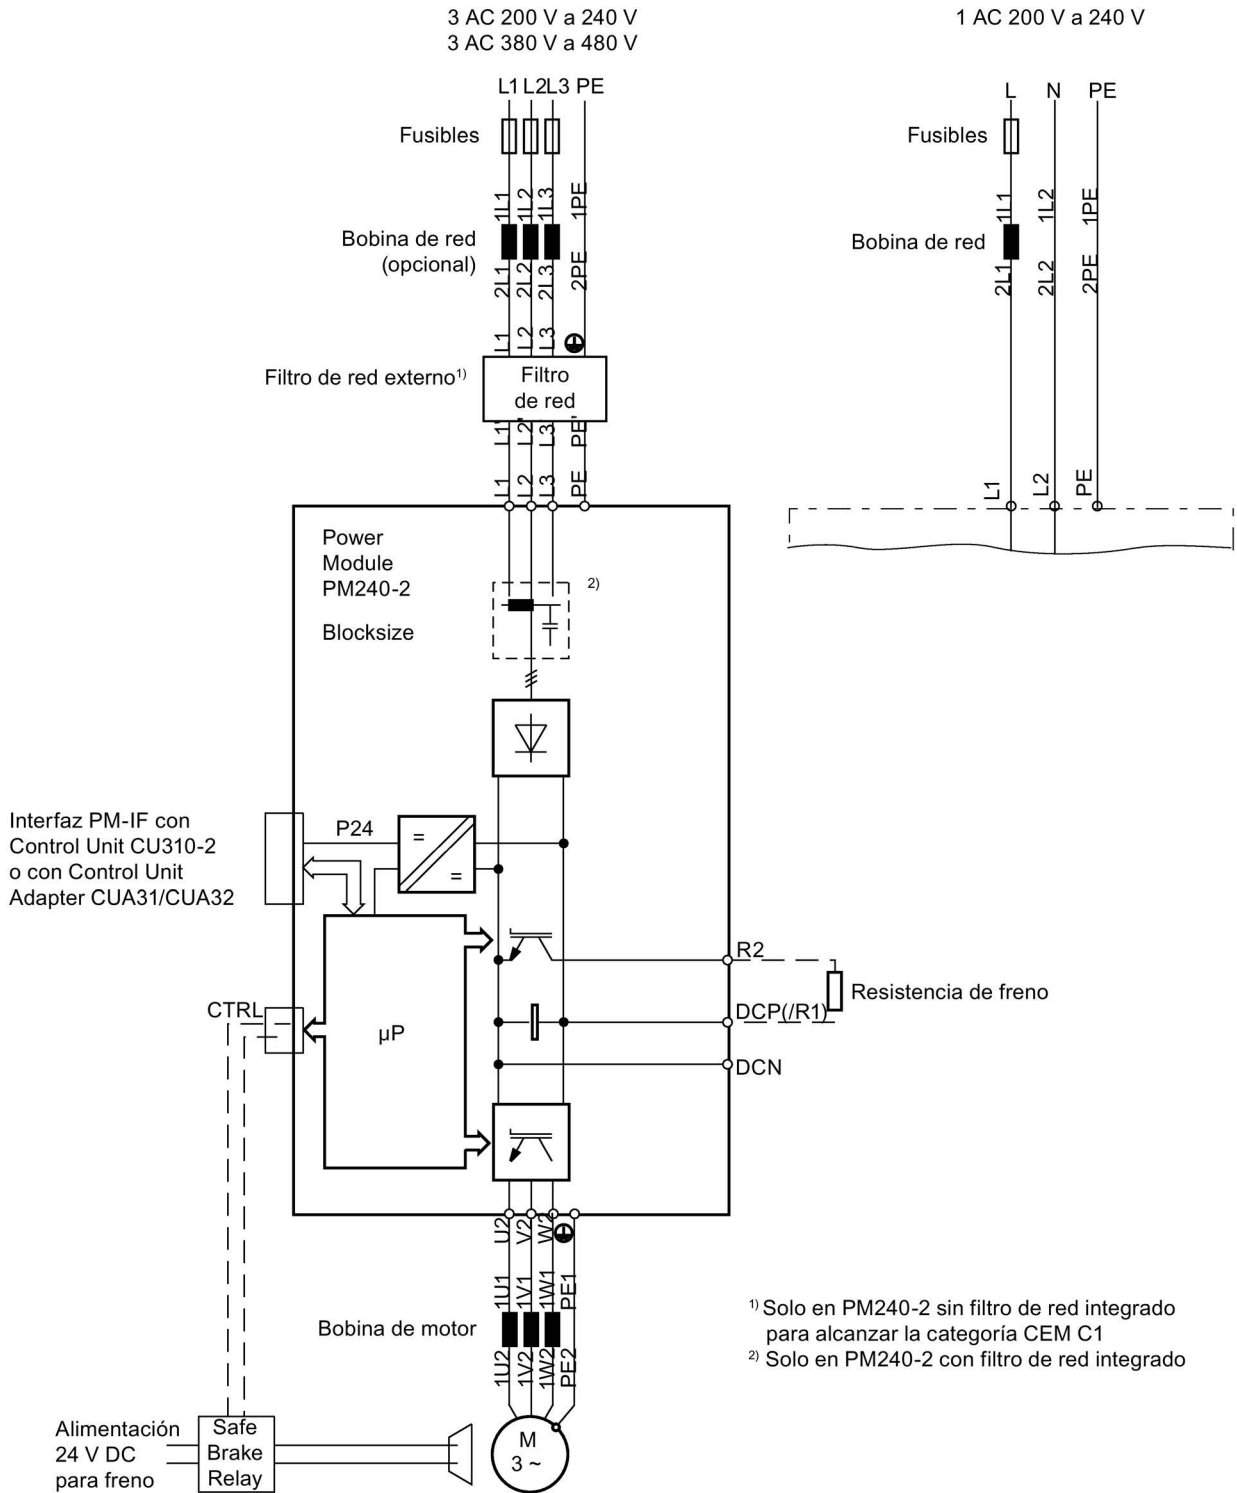 3 AC 200 V a 240 V
3 AC 380 V a 480 V
1 AC 200 V a 240 V
L1 L2 L3 PE
L N PE
Fusibles
Fusibles
1L1 1L2 1L3 1PE
1L1 1L2 1PE
Bobina de red
(opcional)
Bobina de red
2L1 2L2 2L3 2PE
2L1 2L2 2PE
L1 L2 L3
Filtro de red externo1)
Filtro
de red
L1' L2' L3' PE'
L1 L2 L3 PE
L1 L2 PE
Power
Module
PM240-2
Blocksize
2)
Interfaz PM-IF con
Control Unit CU310-2
o con Control Unit
Adapter CUA31/CUA32
P24
=
=
R2
Resistencia de freno
CTRL
DCP(/R1)
µP
DCN
U2 V2 W2
1U1 1V1 1W1 PE1
Bobina de motor
1U2 1V2 1W2 PE2
1) Solo en PM240-2 sin filtro de red integrado
para alcanzar la categoría CEM C1
2) Solo en PM240-2 con filtro de red integrado
Alimentación
24 V DC
para freno
Safe
Brake
Relay
M
3 ~